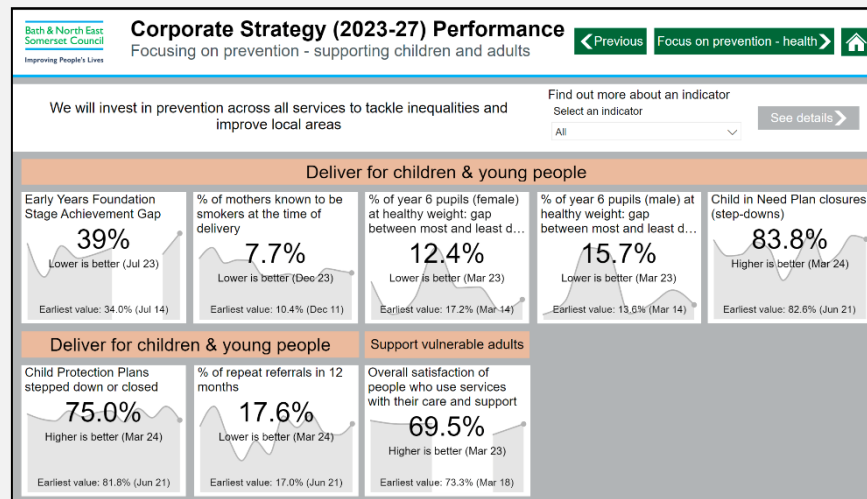 Bath & North East
Somerset Council
Improving People's Lives
Corporate Strategy (2023-27) Performance
Focusing on prevention - supporting children and adults
Previous
Focus on prevention - health
We will invest in prevention across all services to tackle inequalities and
improve local areas
Find out more about an indicator
Select an indicator
All
See details
Deliver for children & young people
Early Years Foundation
Stage Achievement Gap
39%
Lower is better (Jul 23)
Earliest value: 34.0% (Jul 14)
% of mothers known to be
smokers at the time of
delivery
7.7%
Lower is better (Dec 23)
Earliest value: 10.4% (Dec 11)
% of year 6 pupils (female)
at healthy weight: gap
between most and least d...
12.4%
Lower is better (Mar 23)
Earliest value: 17.2% (Mar 14)
% of year 6 pupils (male) at
healthy weight: gap
between most and least d...
15.7%
Lower is better (Mar 23)
Earliest value: 13.6% (Mar 14)
Child in Need Plan closures
(step-downs)
83.8%
Higher is better (Mar 24)
Earliest value: 82.6% (Jun 21)
Deliver for children & young people
Support vulnerable adults
Child Protection Plans
stepped down or closed
75.0%
Higher is better (Mar 24)
Earliest value: 81.8% (Jun 21)
% of repeat referrals in 12
months
17.6%
Lower is better (Mar 24)
Earliest value: 17.0% (Jun 21)
Overall satisfaction of
people who use services
with their care and support
69.5%
Higher is better (Mar 23)
Earliest value: 73.3% (Mar 18)